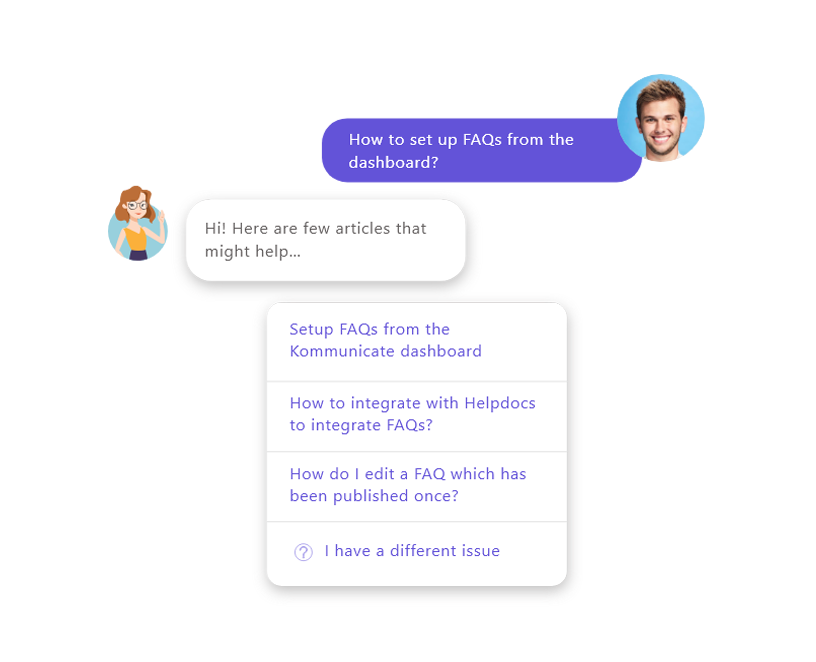 How to set up FAQs from the
dashboard?
Hi! Here are few articles that
might help...
Setup FAQs from the
Kommunicate dashboard
How to integrate with Helpdocs
to integrate FAQs?
How do I edit a FAQ which has
been published once?
? I have a different issue